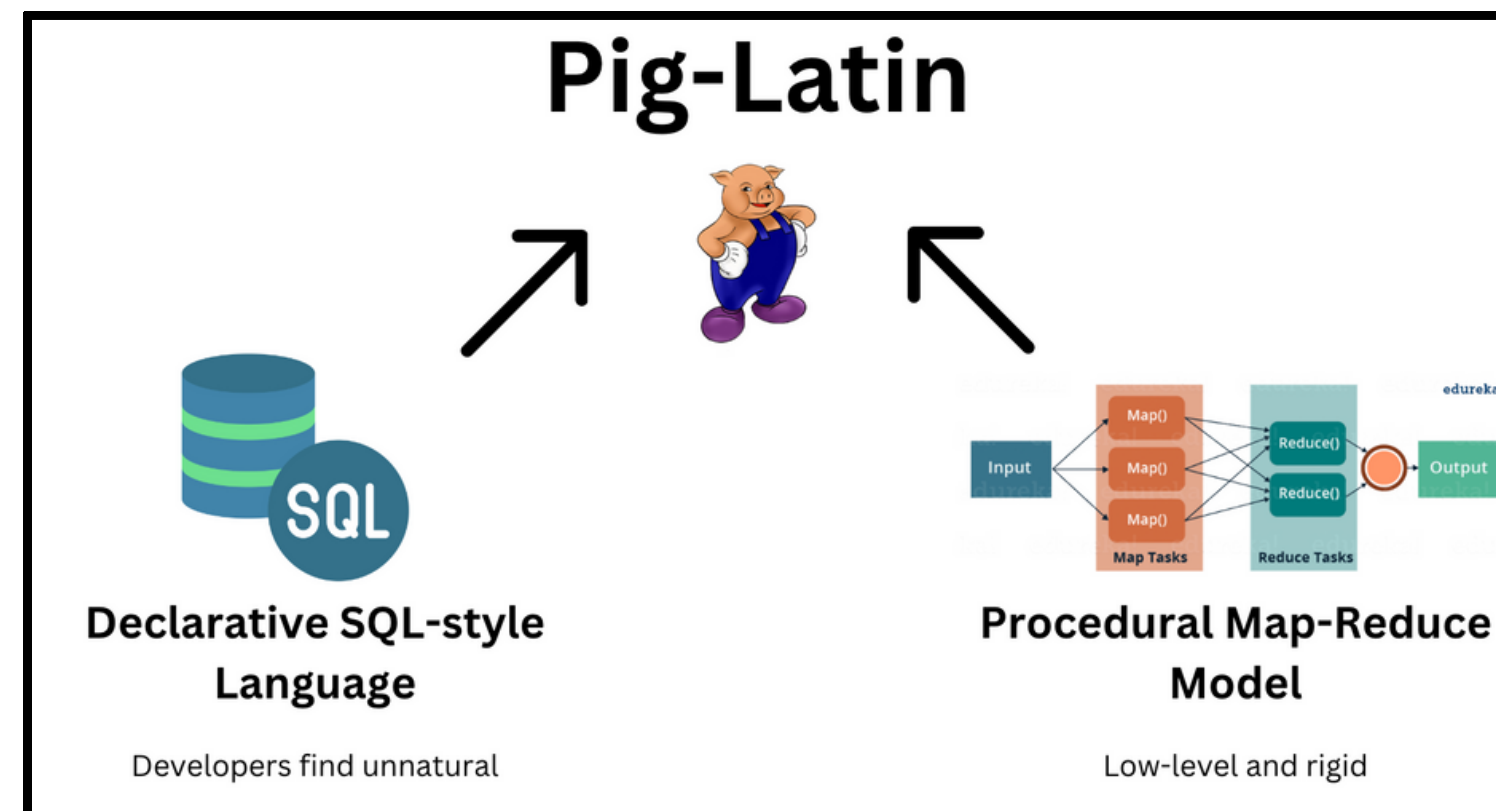 Pig-Latin
SQL
Declarative SQL-style
Language
Developers find unnatural
edureka
Input
Map()
Map()
Map()
Map Tasks
Reduce()
Reduce()
Reduce Tasks
Output
Procedural Map-Reduce
Model
Low-level and rigid